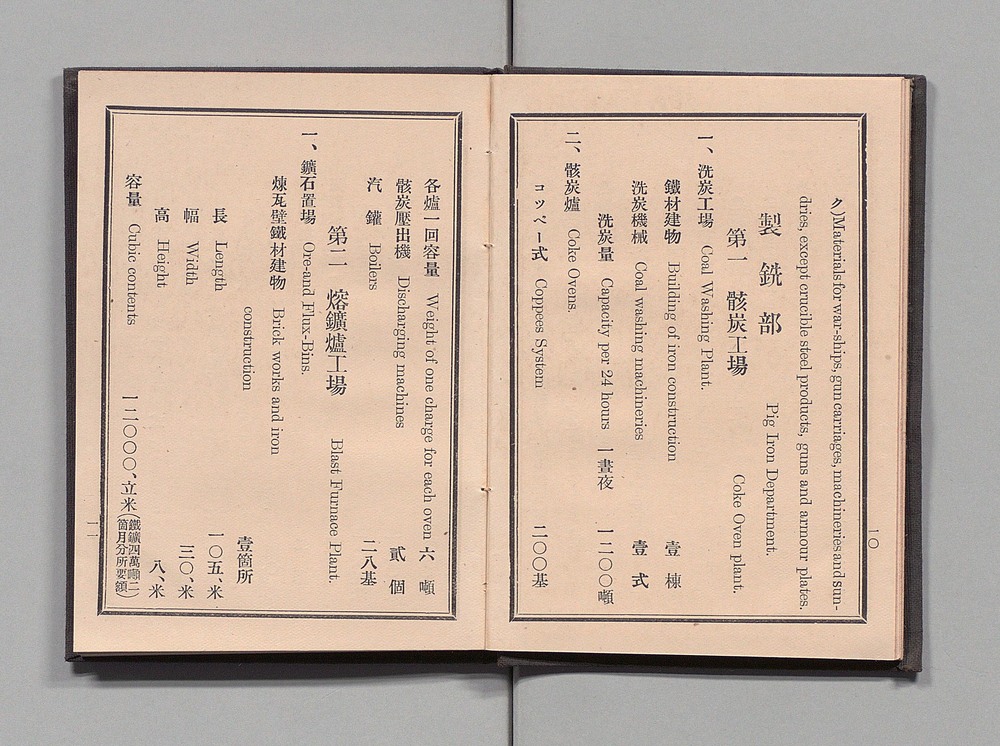 一〇
ク) Materials for war-ships, gun carriages, machineries and sun-
dries, except crucible steel products, guns and armour plates.
製銑部 Pig Iron Department.
第一 骸炭工場 Coke Oven plant.
一、洗炭工場 Coal Washing Plant.
鐵材建物 Building of iron construction 壹棟
洗炭機械 Coal washing machineries 壹式
洗炭量 Capacity per 24 hours 一晝夜 一二〇〇噸
二、骸炭爐 Coke Ovens.
コッペー式 Coppees System 二〇〇基
各爐一回容量 Weight of one charge for each oven 六噸
骸炭壓出機 Discharging machines 貳個
汽鑵 Boilers 二八基
第二 熔鑛爐工場 Blast Furnace Plant.
一、鑛石置場 Ore-and Flux-Bins.
煉瓦壁鐵材建物 Brick works and iron
construction 壹箇所
長 Length 一〇五、米
幅 Width 三〇、米
高 Height 八、米
容量 Cubic contents 一二〇〇〇、立米(鐵鑛四萬噸二
箇月分所要額)
一一